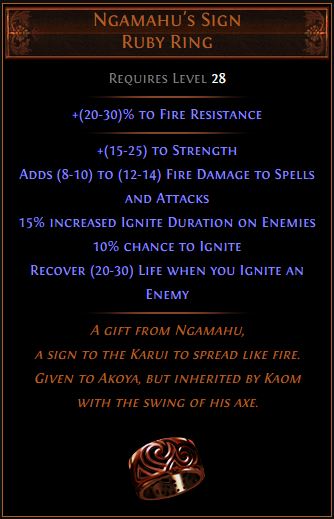 Ngamahu's Sign
Ruby Ring
Requires Level 28
+(20-30)% to Fire Resistance
+(15-25) to Strength
Adds (8-10) to (12-14) Fire Damage to Spells
and Attacks
15% increased Ignite Duration on Enemies
10% chance to Ignite
Recover (20-30) Life when you Ignite an
Enemy
A gift from Ngamahu,
a sign to the Karui to spread like fire.
Given to Akoya, but inherited by Kaom
with the swing of his axe.